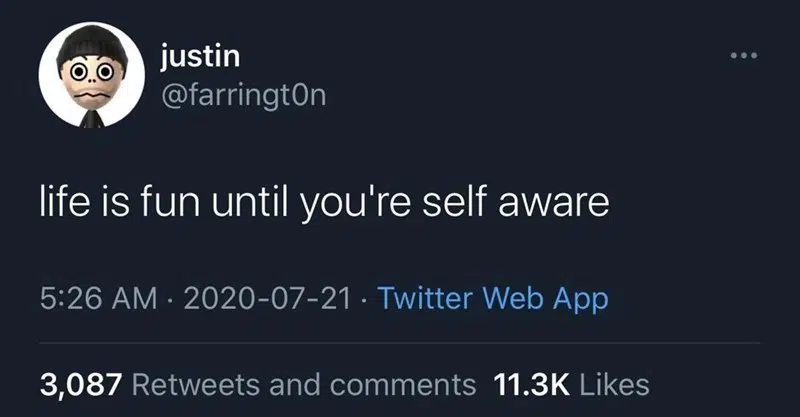 justin
@farringt0n
life is fun until you're self aware
5:26 AM · 2020-07-21 · Twitter Web App
3,087 Retweets and comments 11.3K Likes